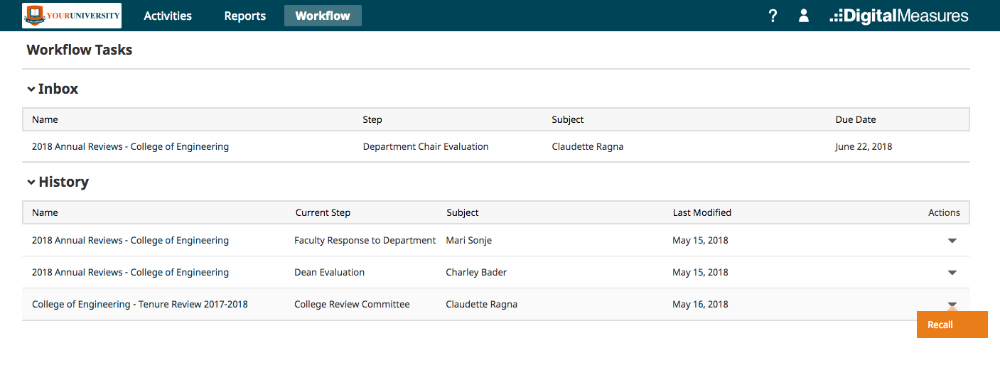 YOURUNIVERSITY Activities Reports Workflow ? DigitalMeasures
Workflow Tasks
Inbox
Name Step Subject Due Date
2018 Annual Reviews - College of Engineering Department Chair Evaluation Claudette Ragna June 22, 2018
History
Name Current Step Subject Last Modified Actions
2018 Annual Reviews - College of Engineering Faculty Response to Department Mari Sonje May 15, 2018
2018 Annual Reviews - College of Engineering Dean Evaluation Charley Bader May 15, 2018
College of Engineering - Tenure Review 2017-2018 College Review Committee Claudette Ragna May 16, 2018
Recall